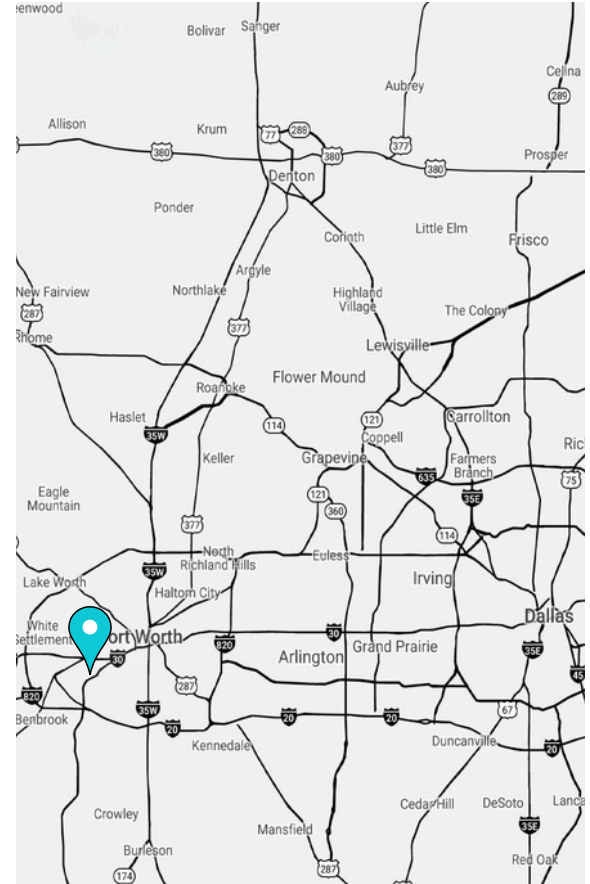 eenwood
Bolivar
Sanger
Aubrey
Celina
289
Allison
Krum
77
288
377
380
380
380
Prosper
Denton
Ponder
Corinth
Little Elm
Frisco
Argyle
New Fairview
Northlake
Highland
Village
287
The Colony
377
Rhome
Lewisville
Flower Mound
Roanoke
Haslet
114
121
Carrollton
35W
Coppell
Keller
Grapevine
Farmers
Branch
Ric
635
75
Eagle
Mountain
121
360
35E
377
114
North
Richland Hills
Euless
35W
Lake Worth
Haltom City
Irving
White
Settlement
ort Worth
30
Dallas
820
Arlington
Grand Prairie
35E
30
45
287
820
Benbrook
35W
20
20
20
67
Kennedale
Duncanville
20
Crowley
Cedar Hill
DeSoto
Lanca
Mansfield
35E
Burleson
Red Oak
174
287